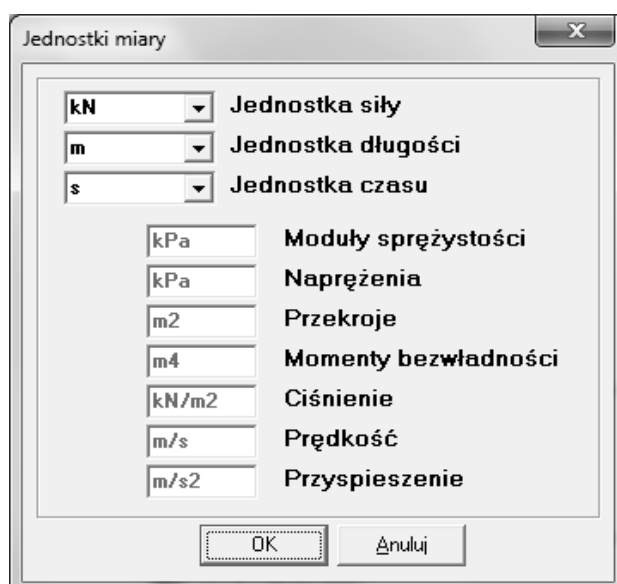 Jednostki miary
kN Jednostka siły
m Jednostka długości
s Jednostka czasu
kPa Moduły sprężystości
kPa Naprężenia
m2 Przekroje
m4 Momenty bezwładności
kN/m2 Ciśnienie
m/s Prędkość
m/s2 Przyspieszenie
OK Anuluj